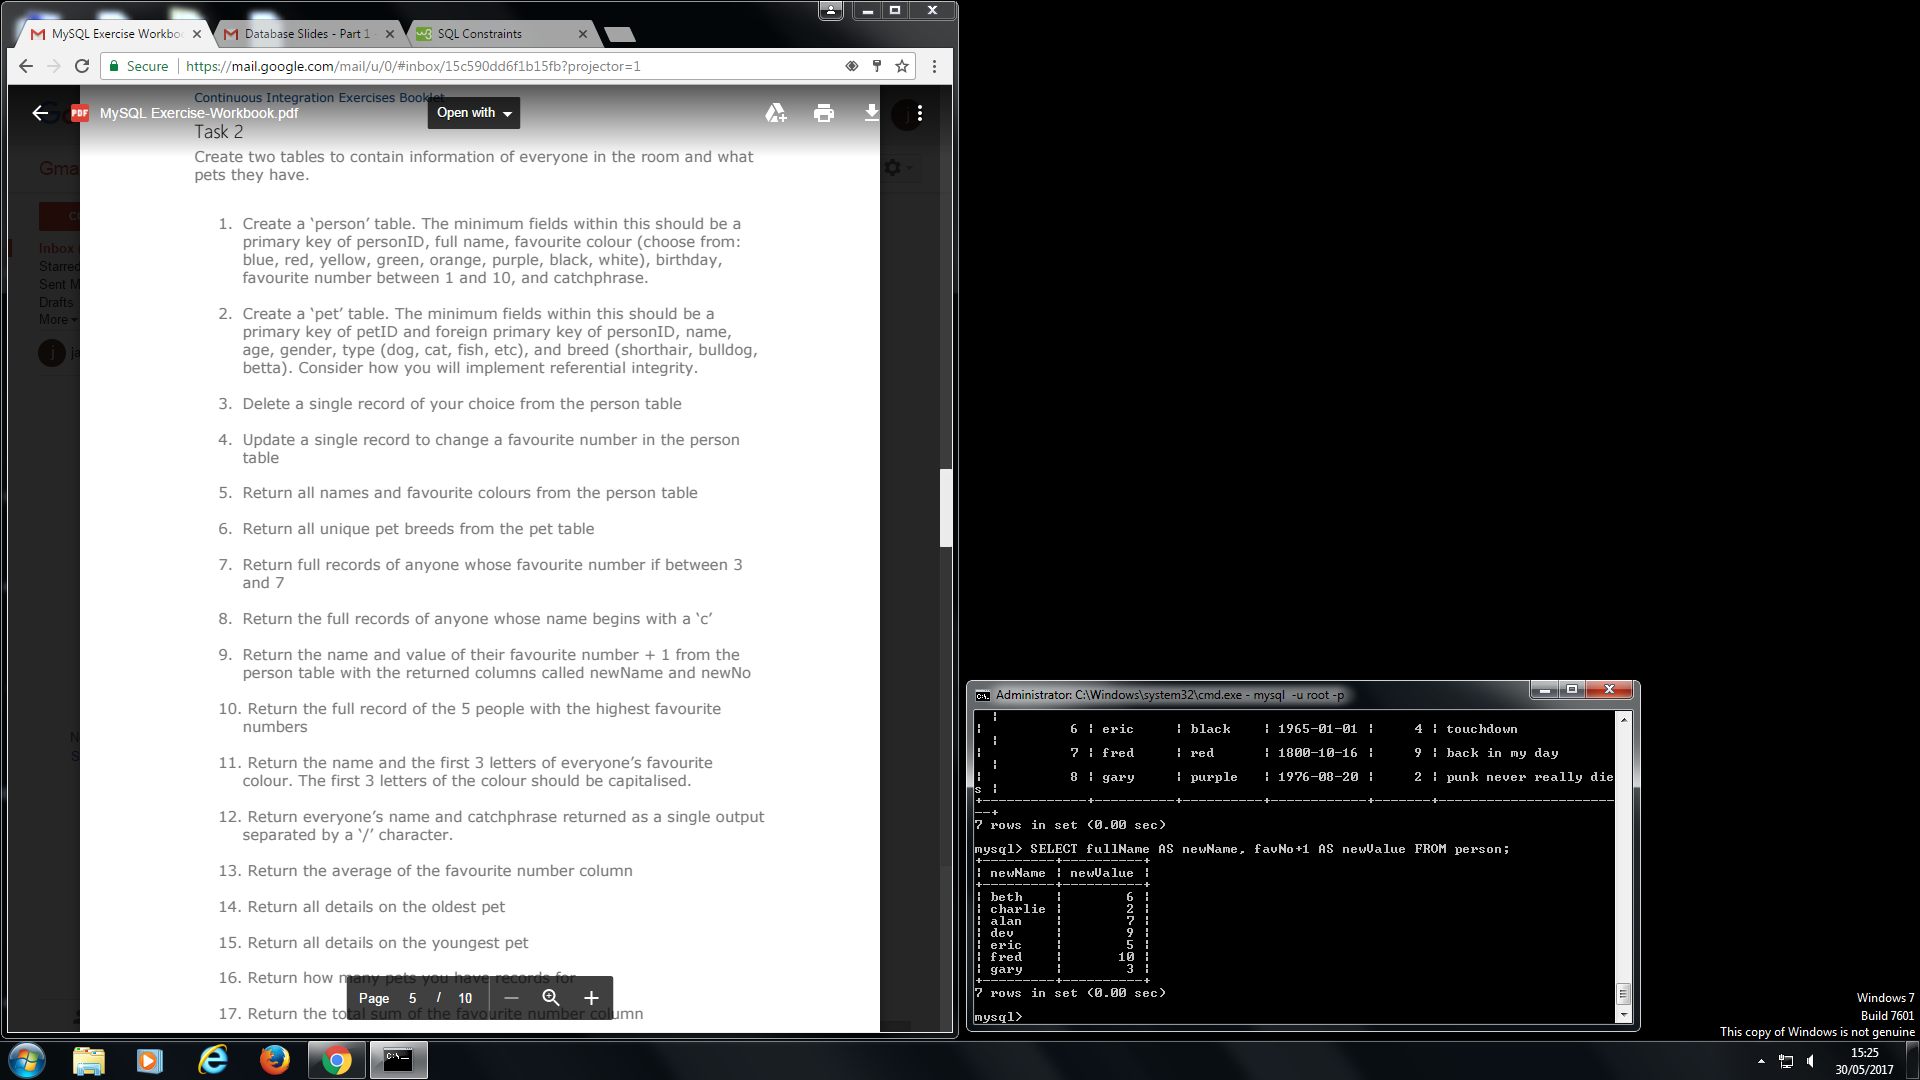 MySQL Exercise Workbo
Database Slides - Part 1
SQL Constraints
Secure
https://mail.google.com/mail/u/0/#inbox/15c590dd6f1b15fb?projector=1
Continuous Integration Exercises Booklet
PDF
MySQL Exercise-Workbook.pdf
Open with
Task 2
Create two tables to contain information of everyone in the room and what
pets they have.
Gma
Inbox
Starred
Sent M
Drafts
More
j
ja
1. Create a ‘person’ table. The minimum fields within this should be a
primary key of personID, full name, favourite colour (choose from:
blue, red, yellow, green, orange, purple, black, white), birthday,
favourite number between 1 and 10, and catchphrase.
2. Create a ‘pet’ table. The minimum fields within this should be a
primary key of petID and foreign primary key of personID, name,
age, gender, type (dog, cat, fish, etc), and breed (shorthair, bulldog,
betta). Consider how you will implement referential integrity.
3. Delete a single record of your choice from the person table
4. Update a single record to change a favourite number in the person
table
5. Return all names and favourite colours from the person table
6. Return all unique pet breeds from the pet table
7. Return full records of anyone whose favourite number if between 3
and 7
8. Return the full records of anyone whose name begins with a ‘c’
9. Return the name and value of their favourite number + 1 from the
person table with the returned columns called newName and newNo
10. Return the full record of the 5 people with the highest favourite
numbers
11. Return the name and the first 3 letters of everyone’s favourite
colour. The first 3 letters of the colour should be capitalised.
12. Return everyone’s name and catchphrase returned as a single output
separated by a ‘/’ character.
13. Return the average of the favourite number column
14. Return all details on the oldest pet
15. Return all details on the youngest pet
16. Return how many pets you have records for
Page 5 / 10
17. Return the total sum of the favourite number column
Administrator: C:\Windows\system32\cmd.exe - mysql -u root -p
| 6 | eric | black | 1965-01-01 | 4 | touchdown
|
| 7 | fred | red | 1800-10-16 | 9 | back in my day
|
| 8 | gary | purple | 1976-08-20 | 2 | punk never really die
s |
+--------------+----------+----------+------------+-------+----------------------
--+
7 rows in set (0.00 sec)
mysql> SELECT fullName AS newName, favNo+1 AS newValue FROM person;
+---------+----------+
| newName | newValue |
+---------+----------+
| beth | 6 |
| charlie | 2 |
| alan | 7 |
| dev | 9 |
| eric | 5 |
| fred | 10 |
| gary | 3 |
+---------+----------+
7 rows in set (0.00 sec)
mysql>
Windows 7
Build 7601
This copy of Windows is not genuine
15:25
30/05/2017